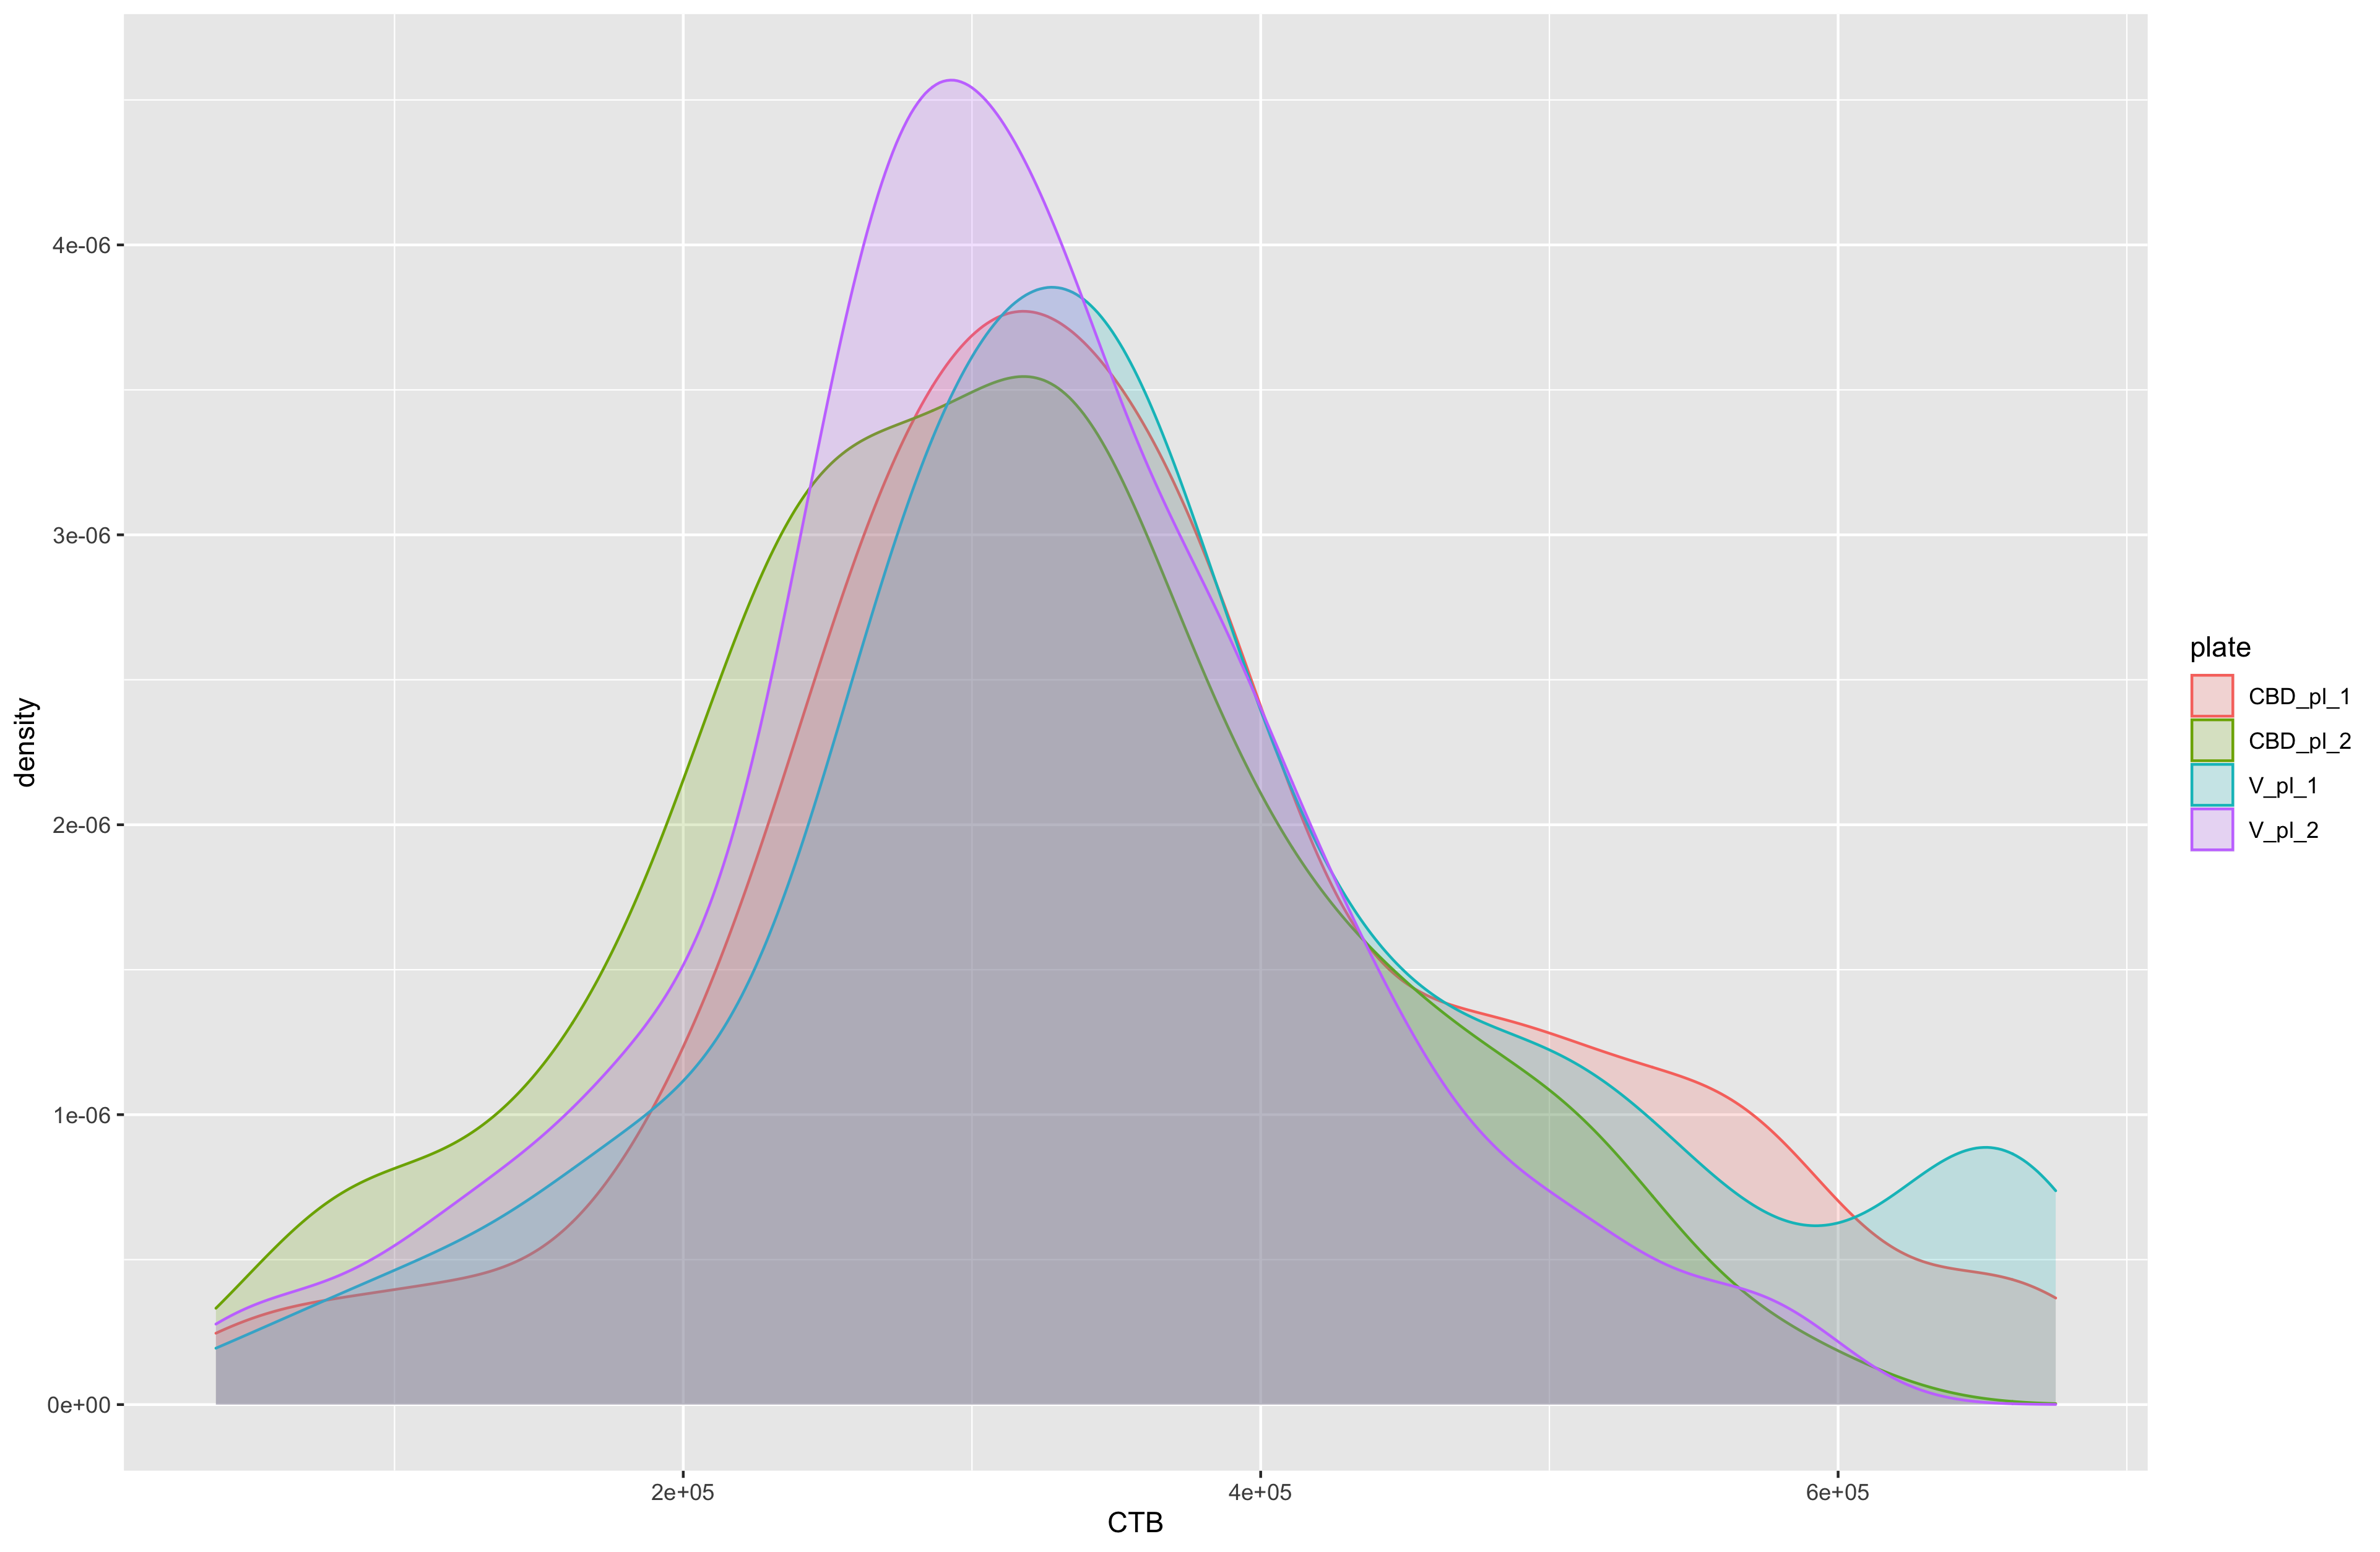 density
4e-06
3e-06
2e-06
1e-06
0e+00
2e+05 4e+05 6e+05
CTB
plate
CBD_pl_1
CBD_pl_2
V_pl_1
V_pl_2